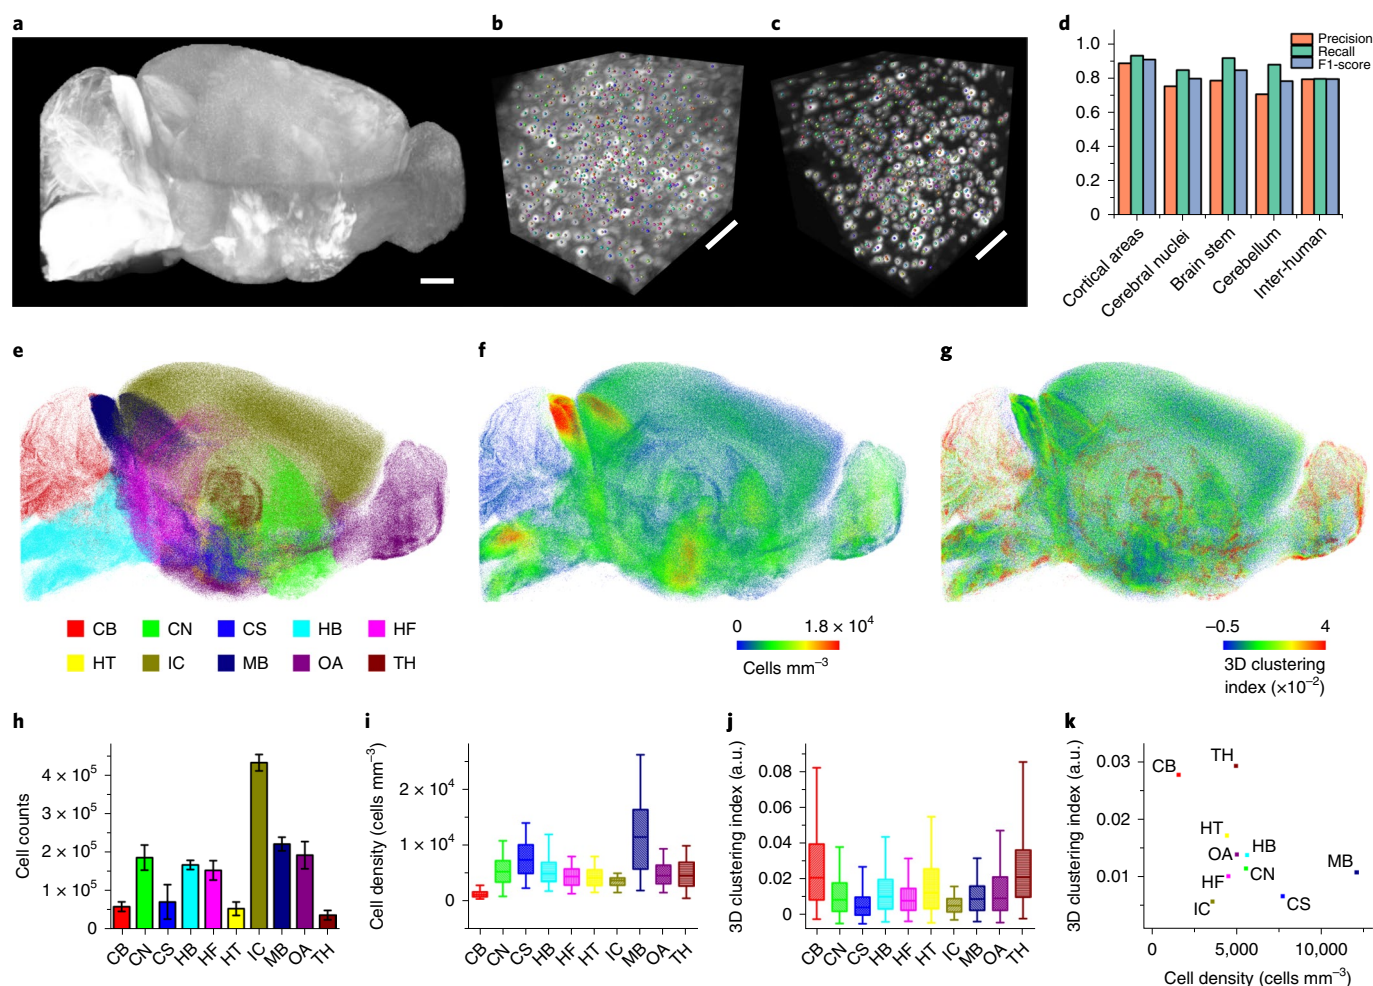 a
b
c
d
1.0
0.8
0.6
0.4
0.2
0
Precision
Recall
F1-score
Cortical areas
Cerebral nuclei
Brain stem
Cerebellum
Inter-human
e
f
g
CB CN CS HB HF
HT IC MB OA TH
0 1.8 × 10⁴
Cells mm⁻³
–0.5 4
3D clustering
index (×10⁻²)
h
Cell counts
4 × 10⁵
3 × 10⁵
2 × 10⁵
1 × 10⁵
0
CB CN CS HB HF HT IC MB OA TH
i
Cell density (cells mm⁻³)
2 × 10⁴
1 × 10⁴
0
CB CN CS HB HF HT IC MB OA TH
j
3D clustering index (a.u.)
0.08
0.06
0.04
0.02
0
CB CN CS HB HF HT IC MB OA TH
k
3D clustering index (a.u.)
0.03
0.02
0.01
CB
TH
HT
OA
HB
HF
CN
MB
IC
CS
0 5,000 10,000
Cell density (cells mm⁻³)